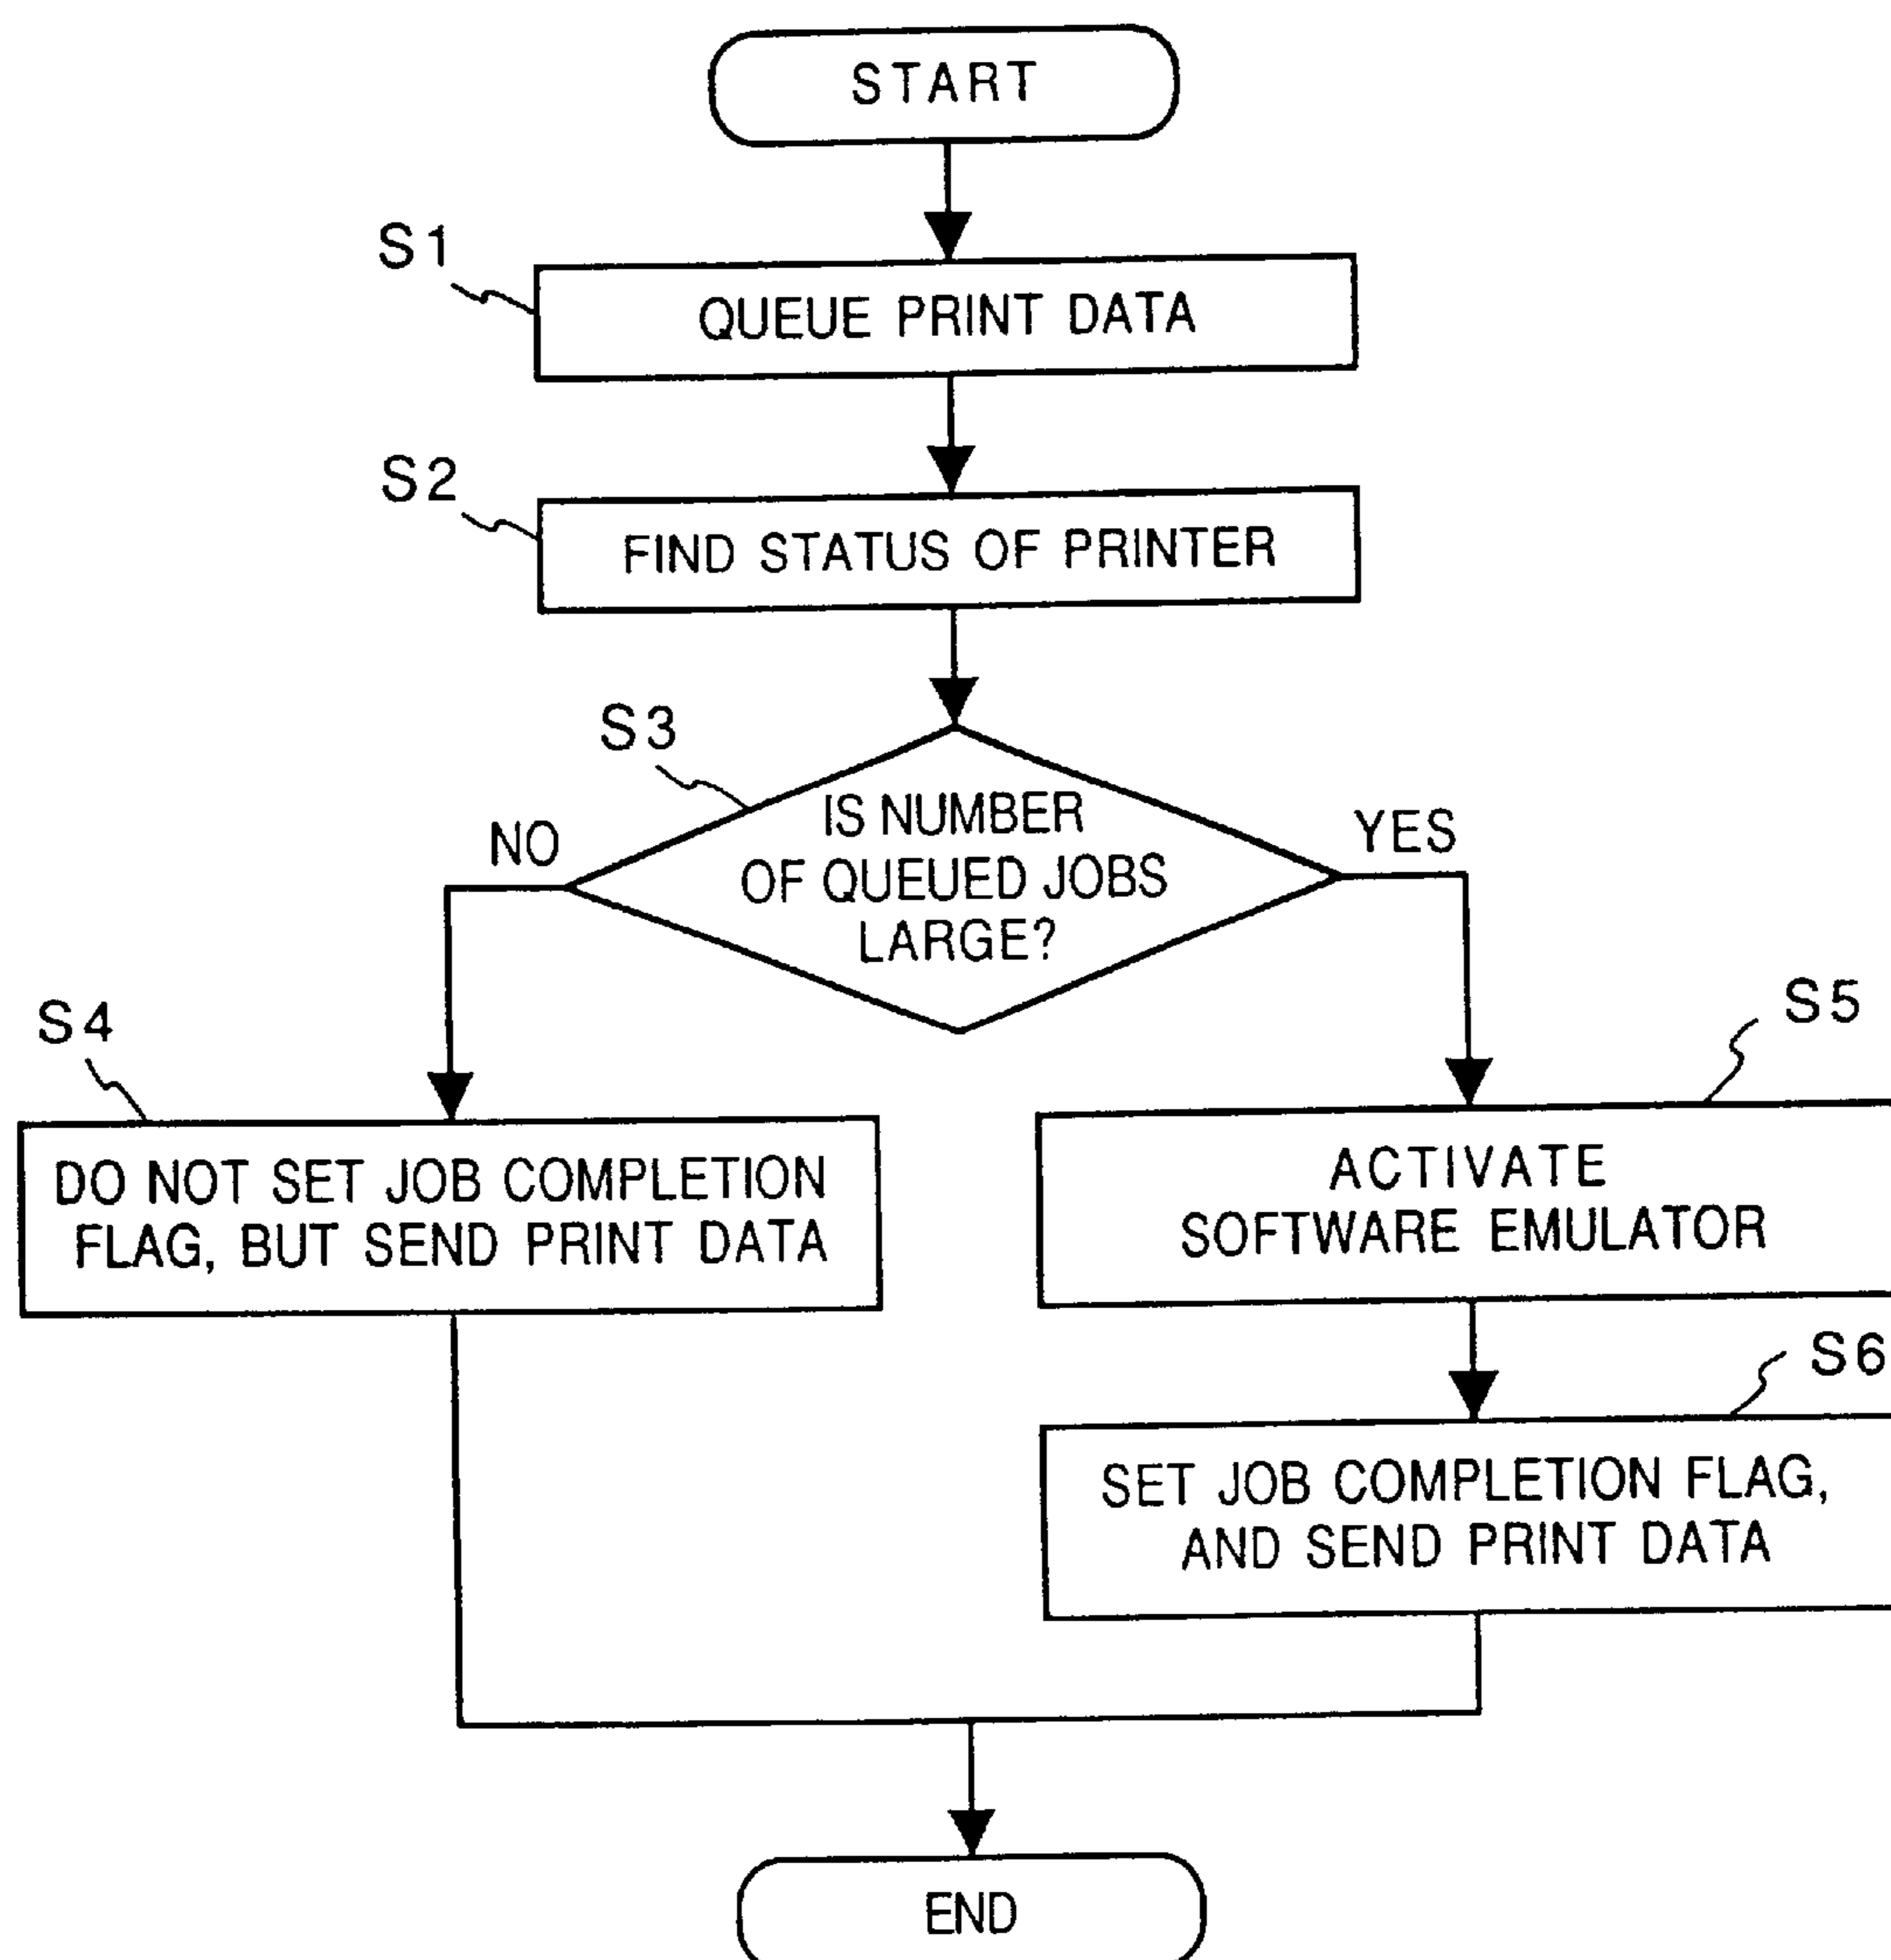 START
S1
QUEUE PRINT DATA
S2
FIND STATUS OF PRINTER
S3
IS NUMBER
OF QUEUED JOBS
LARGE?
NO
YES
S4
DO NOT SET JOB COMPLETION
FLAG, BUT SEND PRINT DATA
S5
ACTIVATE
SOFTWARE EMULATOR
S6
SET JOB COMPLETION FLAG,
AND SEND PRINT DATA
END